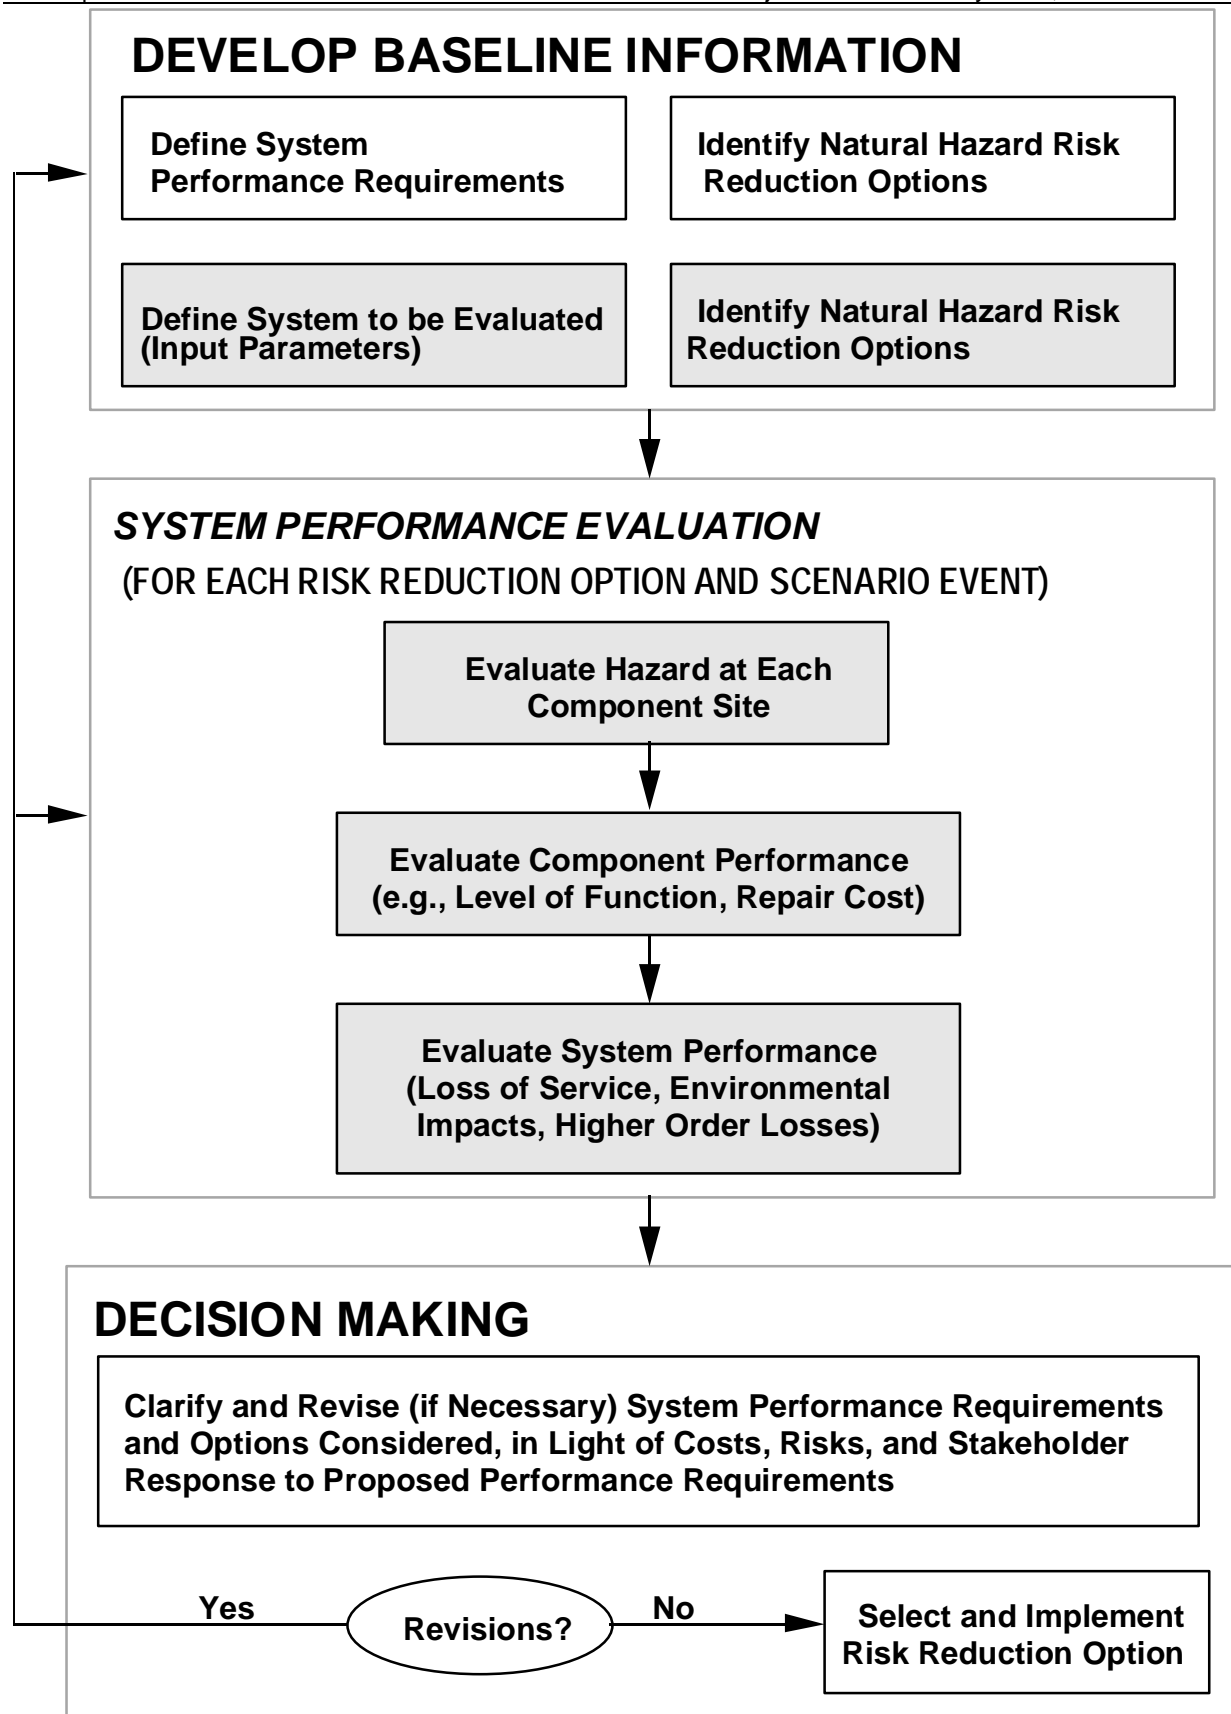 DEVELOP BASELINE INFORMATION
Define System
Performance Requirements
Identify Natural Hazard Risk
Reduction Options
Define System to be Evaluated
(Input Parameters)
Identify Natural Hazard Risk
Reduction Options
SYSTEM PERFORMANCE EVALUATION
(FOR EACH RISK REDUCTION OPTION AND SCENARIO EVENT)
Evaluate Hazard at Each
Component Site
Evaluate Component Performance
(e.g., Level of Function, Repair Cost)
Evaluate System Performance
(Loss of Service, Environmental
Impacts, Higher Order Losses)
DECISION MAKING
Clarify and Revise (if Necessary) System Performance Requirements
and Options Considered, in Light of Costs, Risks, and Stakeholder
Response to Proposed Performance Requirements
Yes
Revisions?
No
Select and Implement
Risk Reduction Option